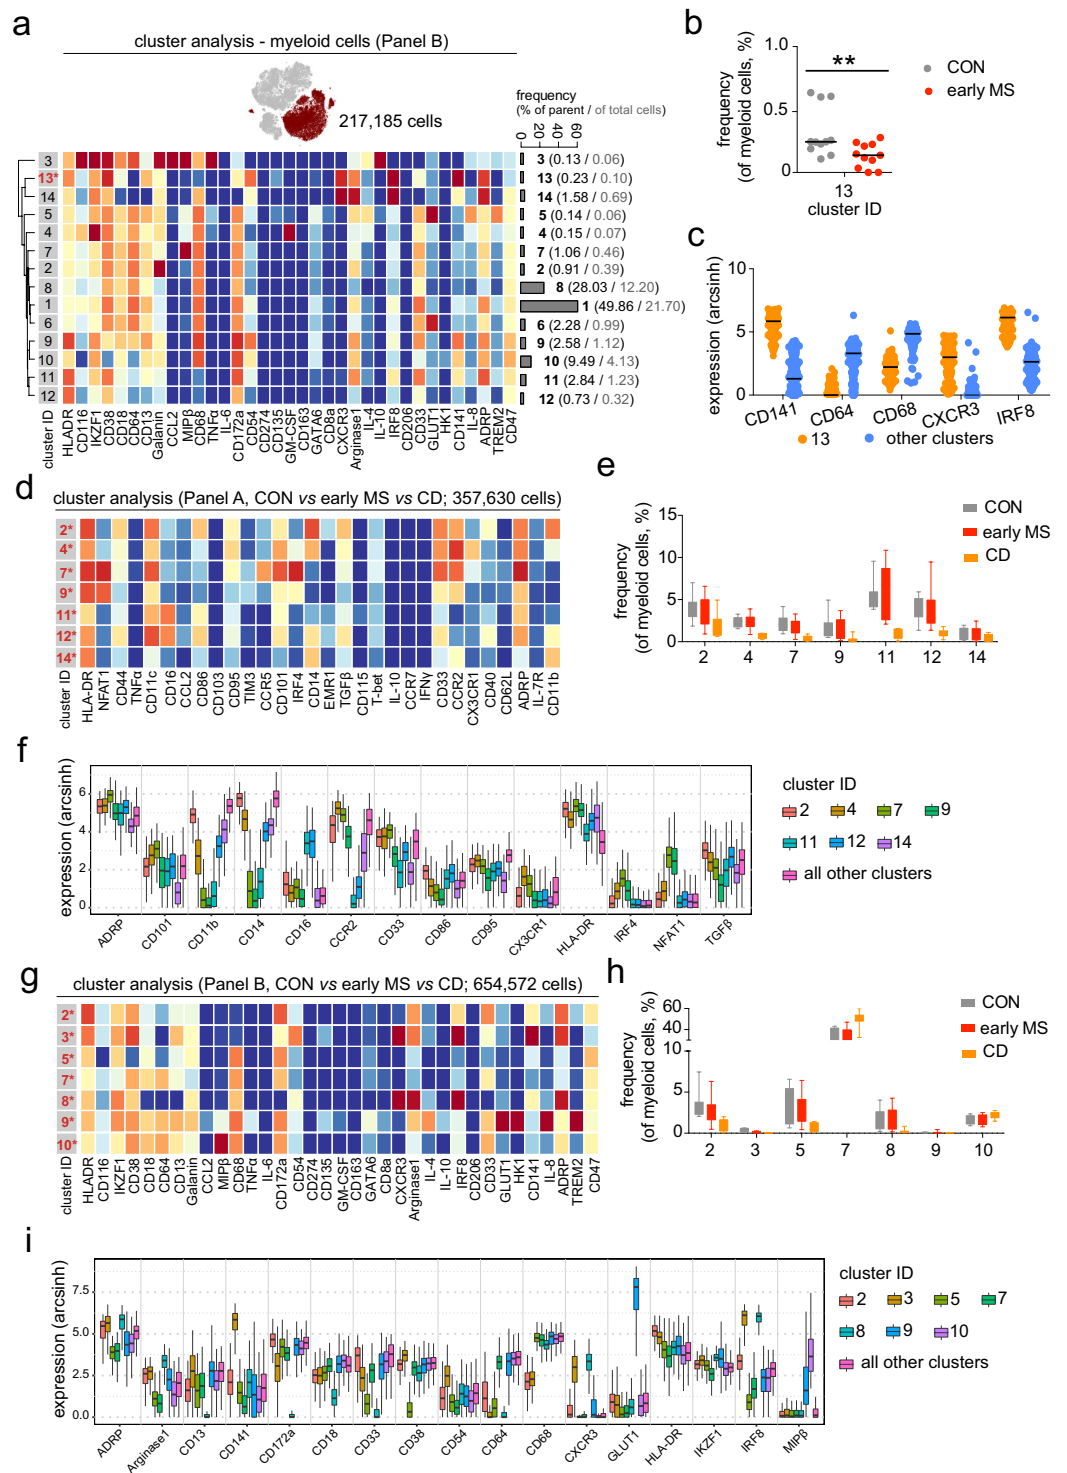 a
cluster analysis - myeloid cells (Panel B)
217,185 cells
frequency
(% of parent / of total cells)
0 20 40 60
3
13*
14
5
4
7
2
8
1
6
9
10
11
12
3 (0.13 / 0.06)
13 (0.23 / 0.10)
14 (1.58 / 0.69)
5 (0.14 / 0.06)
4 (0.15 / 0.07)
7 (1.06 / 0.46)
2 (0.91 / 0.39)
8 (28.03 / 12.20)
1 (49.86 / 21.70)
6 (2.28 / 0.99)
9 (2.58 / 1.12)
10 (9.49 / 4.13)
11 (2.84 / 1.23)
12 (0.73 / 0.32)
cluster ID HLADR CD116 IKZF1 CD38 CD18 CD64 CD13 Galanin CCL2 MIPβ CD68 TNFα IL-6 CD172a CD54 CD274 CD135 GM-CSF CD163 GATA6 CD8a CXCR3 Arginase1 IL-4 IL-10 IRF8 CD206 CD33 GLUT1 HK1 CD141 IL-8 ADRP TREM2 CD47
b
frequency
(of myeloid cells, %)
1.0
0.5
0
**
13
cluster ID
CON
early MS
c
expression (arcsinh)
10
5
0
CD141 CD64 CD68 CXCR3 IRF8
13 other clusters
d
cluster analysis (Panel A, CON vs early MS vs CD; 357,630 cells)
2*
4*
7*
9*
11*
12*
14*
cluster ID HLA-DR NFAT1 CD44 TNFα CD11c CD16 CCL2 CD86 CD103 CD95 TIM3 CCR5 CD101 IRF4 CD14 EMR1 TGFβ CD115 T-bet IL-10 CCR7 IFNγ CD33 CCR2 CX3CR1 CD40 CD62L ADRP IL-7R CD11b
e
frequency
(of myeloid cells, %)
15
10
5
0
2 4 7 9 11 12 14
CON
early MS
CD
f
expression (arcsinh)
6
4
2
0
ADRP CD101 CD11b CD14 CD16 CCR2 CD33 CD86 CD95 CX3CR1 HLA-DR IRF4 NFAT1 TGFβ
cluster ID
2 4 7 9
11 12 14
all other clusters
g
cluster analysis (Panel B, CON vs early MS vs CD; 654,572 cells)
2*
3*
5*
7*
8*
9*
10*
cluster ID HLADR CD116 IKZF1 CD38 CD18 CD64 CD13 Galanin CCL2 MIPβ CD68 TNFα IL-6 CD172a CD54 CD274 CD135 GM-CSF CD163 GATA6 CD8a CXCR3 Arginase1 IL-4 IL-10 IRF8 CD206 CD33 GLUT1 HK1 CD141 IL-8 ADRP TREM2 CD47
h
frequency
(of myeloid cells, %)
60
40
10
5
0
2 3 5 7 8 9 10
CON
early MS
CD
i
expression (arcsinh)
7.5
5.0
2.5
0.0
ADRP Arginase1 CD13 CD141 CD172a CD18 CD33 CD38 CD54 CD64 CD68 CXCR3 GLUT1 HLA-DR IKZF1 IRF8 MIPβ
cluster ID
2 3 5 7
8 9 10
all other clusters